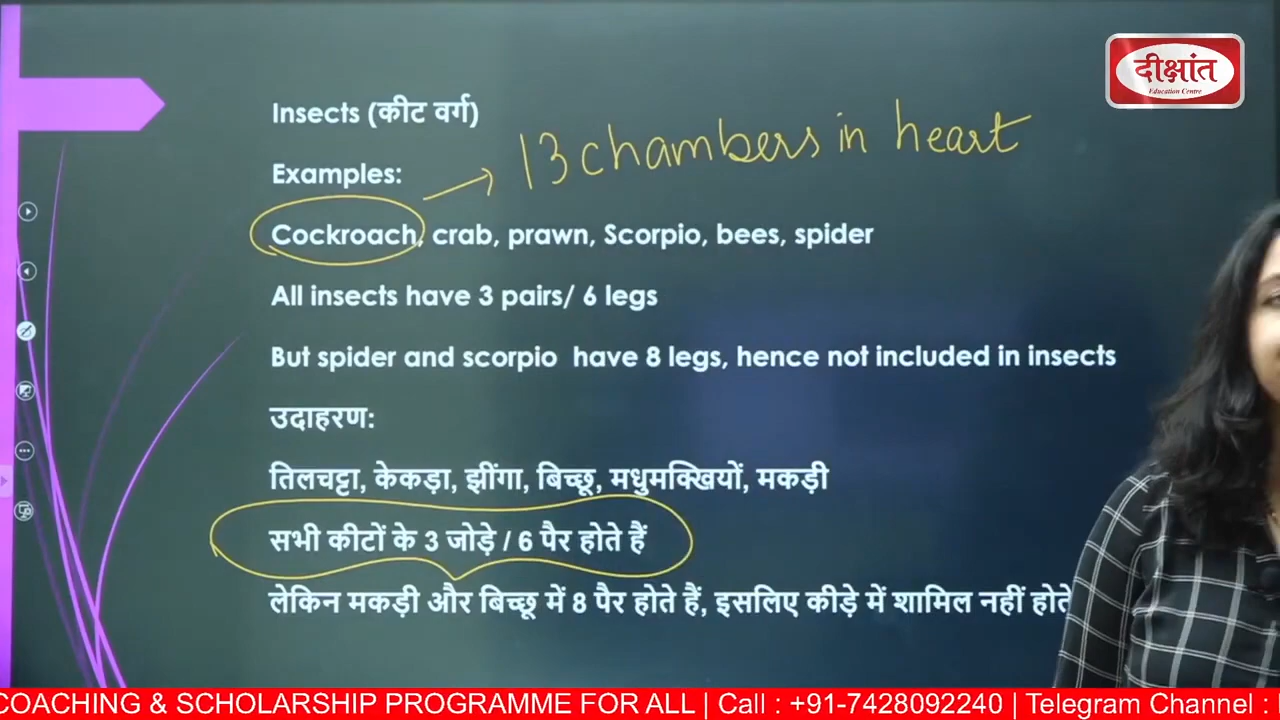 दीक्षांत
Education Centre
Insects (कीट वर्ग)
13 chambers in heart
Examples:
Cockroach, crab, prawn, Scorpio, bees, spider
All insects have 3 pairs/ 6 legs
But spider and scorpio have 8 legs, hence not included in insects
उदाहरण:
तिलचट्टा, केकड़ा, झींगा, बिच्छू, मधुमक्खियों, मकड़ी
सभी कीटों के 3 जोड़े / 6 पैर होते हैं
लेकिन मकड़ी और बिच्छू में 8 पैर होते हैं, इसलिए कीड़े में शामिल नहीं होते
COACHING & SCHOLARSHIP PROGRAMME FOR ALL | Call : +91-7428092240 | Telegram Channel :